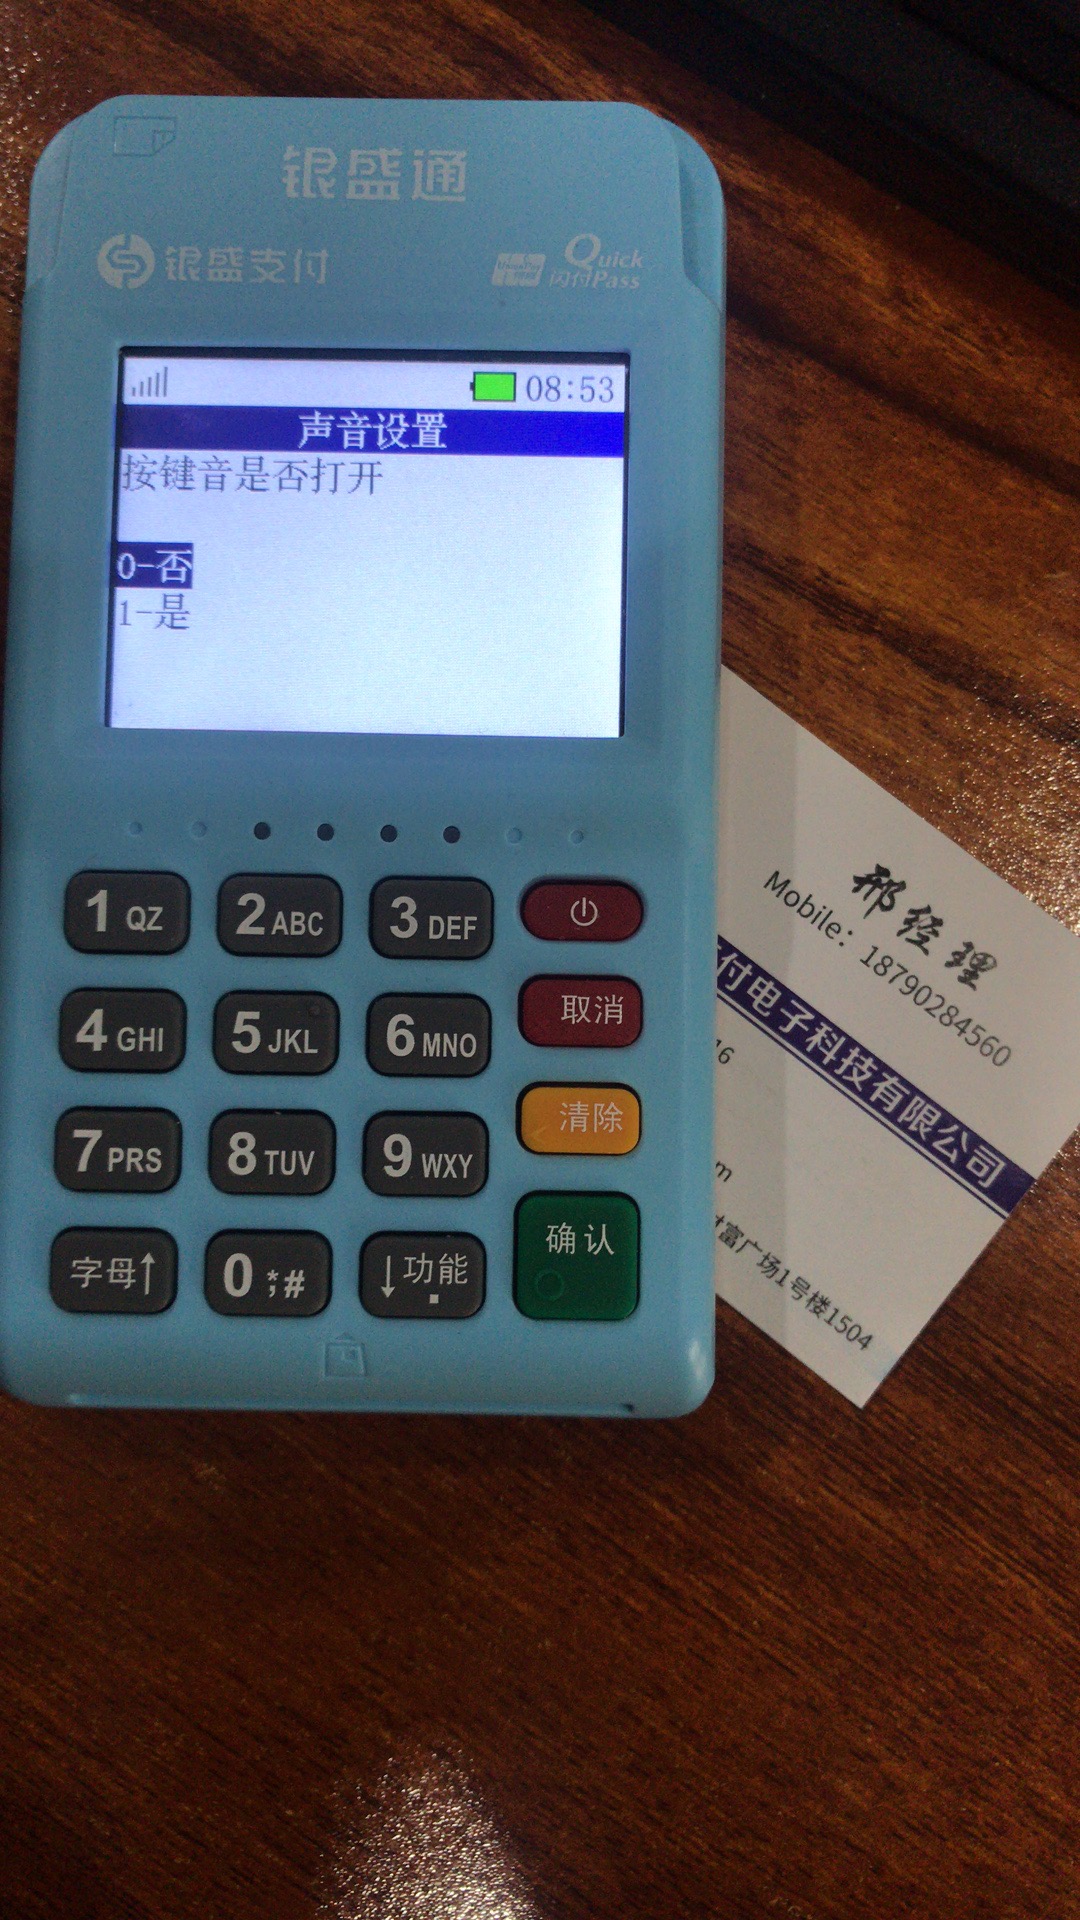 银盛通
银盛支付
Quick
闪付Pass
08:53
声音设置
按键音是否打开
0-否
1-是
1 QZ
2 ABC
3 DEF
4 GHI
5 JKL
6 MNO
取消
7 PRS
8 TUV
9 WXY
清除
字母↑
0 *;#
↓功能
确认
邢经理
Mobile: 18790284560
付电子科技有限公司
16
m
富广场1号楼1504